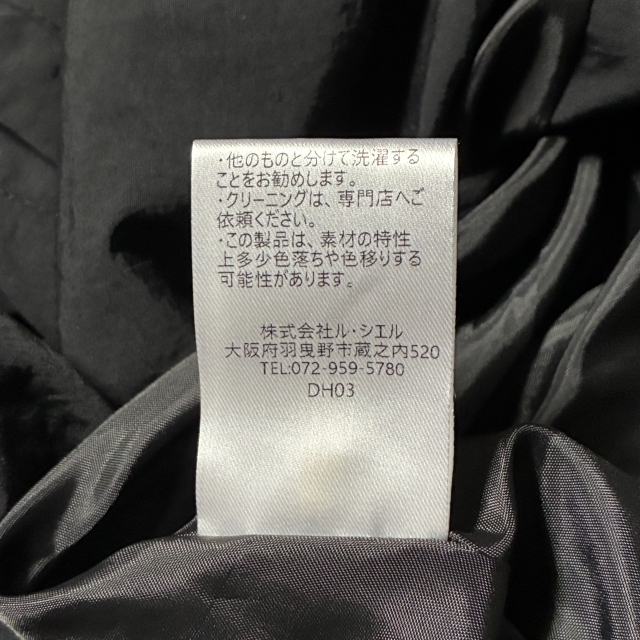 ・他のものと分けて洗濯する
ことをお勧めします。
・クリーニングは、専門店へご
依頼ください。
・この製品は、素材の特性
上多少色落ちや色移りする
可能性があります。
株式会社ル・シエル
大阪府羽曳野市蔵之内520
TEL:072-959-5780
DH03